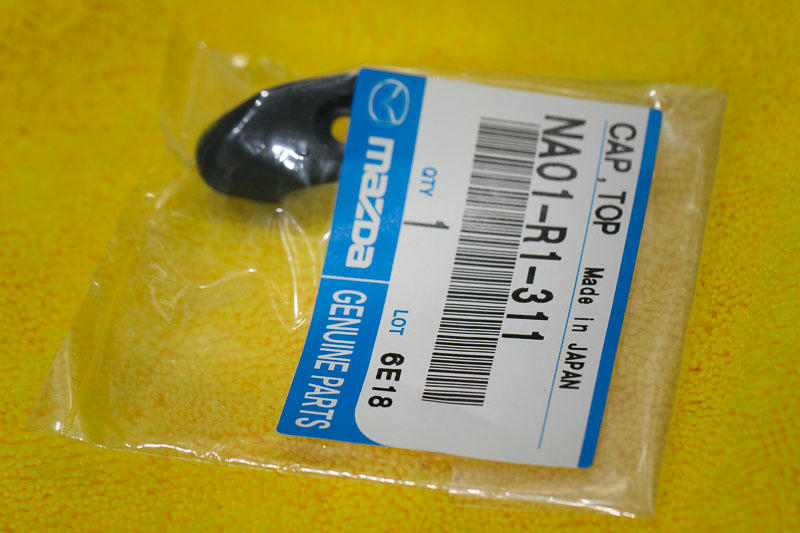 CAP, TOP Made in JAPAN
NA01-R1-311
QTY 1 LOT 6E18
mazDa GENUINE PARTS